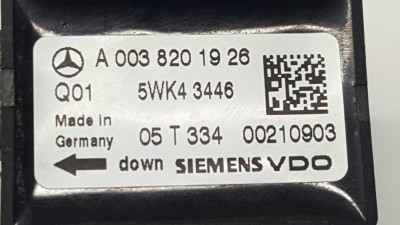 A 003 820 19 26
Q01 5WK4 3446
Made in
Germany 05 T 334 00210903
down SIEMENS VDO